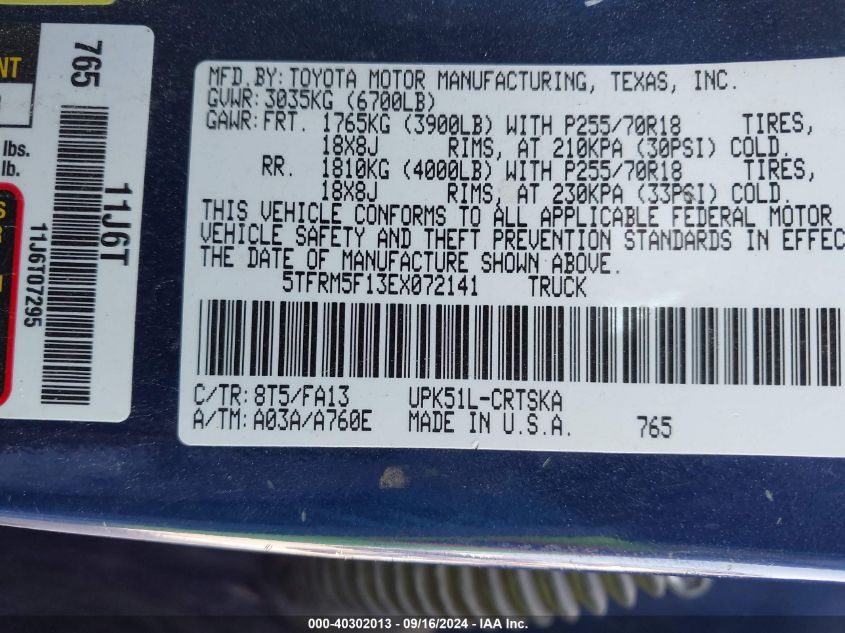 765
11J6T
11J6T07295
NT
lbs.
lb.
S
R
MFD. BY: TOYOTA MOTOR MANUFACTURING, TEXAS, INC.
GVWR: 3035KG (6700LB)
GAWR: FRT. 1765KG (3900LB) WITH P255/70R18 TIRES,
18X8J RIMS, AT 210KPA (30PSI) COLD.
RR. 1810KG (4000LB) WITH P255/70R18 TIRES,
18X8J RIMS, AT 230KPA (33PSI) COLD.
THIS VEHICLE CONFORMS TO ALL APPLICABLE FEDERAL MOTOR
VEHICLE SAFETY AND THEFT PREVENTION STANDARDS IN EFFEC
THE DATE OF MANUFACTURE SHOWN ABOVE.
5TFRM5F13EX072141 TRUCK
C/TR: 8T5/FA13 UPK51L-CRTSKA
A/TM: A03A/A760E MADE IN U.S.A. 765
000-40302013 - 09/16/2024 - IAA Inc.